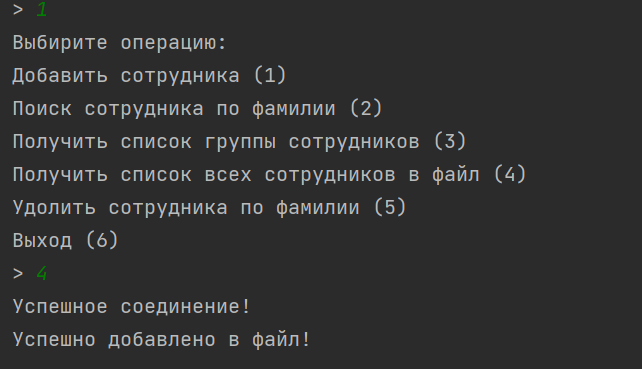 > 1
Выбирите операцию:
Добавить сотрудника (1)
Поиск сотрудника по фамилии (2)
Получить список группы сотрудников (3)
Получить список всех сотрудников в файл (4)
Удолить сотрудника по фамилии (5)
Выход (6)
> 4
Успешное соединение!
Успешно добавлено в файл!